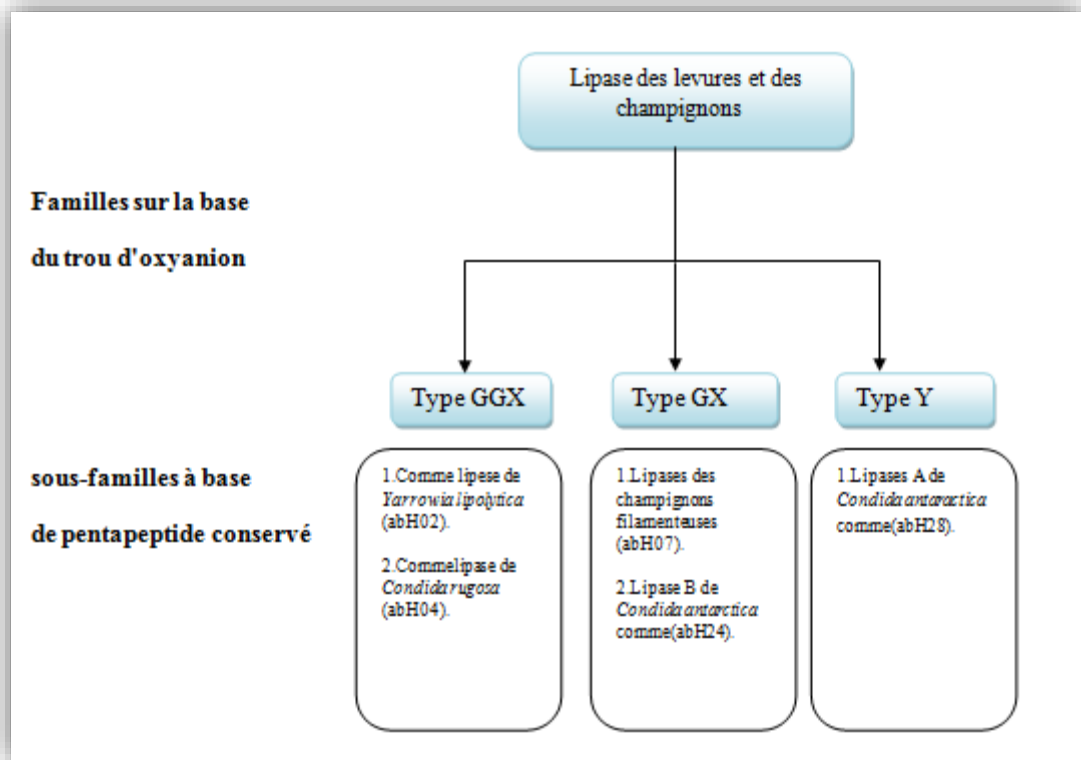 Lipase des levures et des
champignons
Familles sur la base
du trou d'oxyanion
Type GGX
Type GX
Type Y
sous-familles à base
de pentapeptide conservé
1.Comme lipese de
Yarrowia lipolytica
(abH02).
2.Commelipase de
Condida rugosa
(abH04).
1.Lipases des
champignons
filamenteuses
(abH07).
2.Lipase B de
Condida antarctica
comme(abH24).
1.Lipases A de
Condida antaractica
comme(abH28).